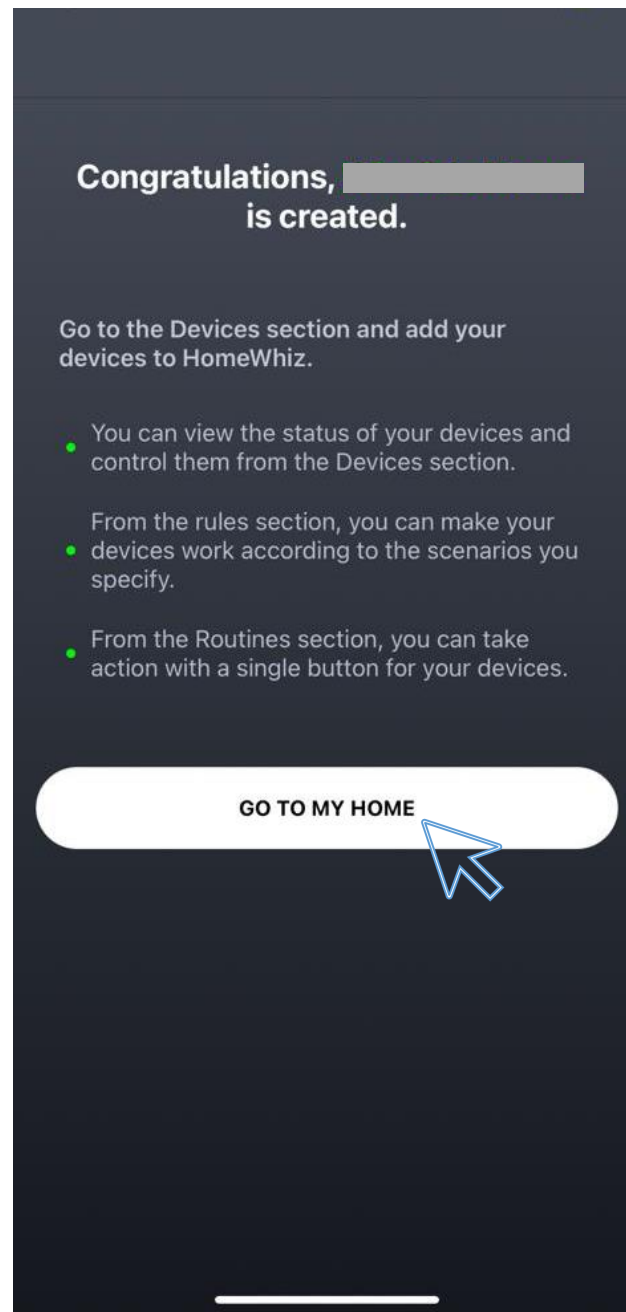 Congratulations,
is created.
Go to the Devices section and add your
devices to HomeWhiz.
You can view the status of your devices and
control them from the Devices section.
From the rules section, you can make your
devices work according to the scenarios you
specify.
From the Routines section, you can take
action with a single button for your devices.
GO TO MY HOME